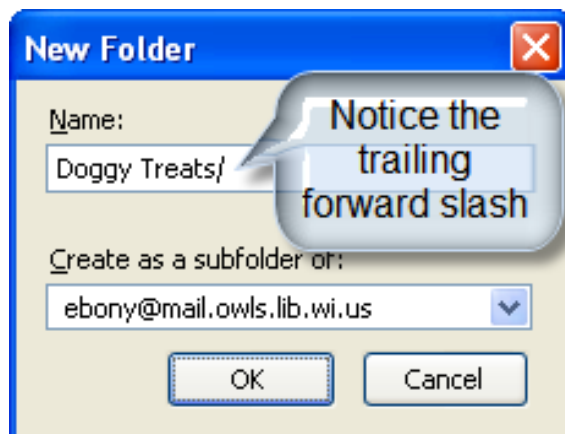 New Folder
Name:
Notice the
trailing
forward slash
Doggy Treats/
Create as a subfolder of:
ebony@mail.owls.lib.wi.us
OK
Cancel